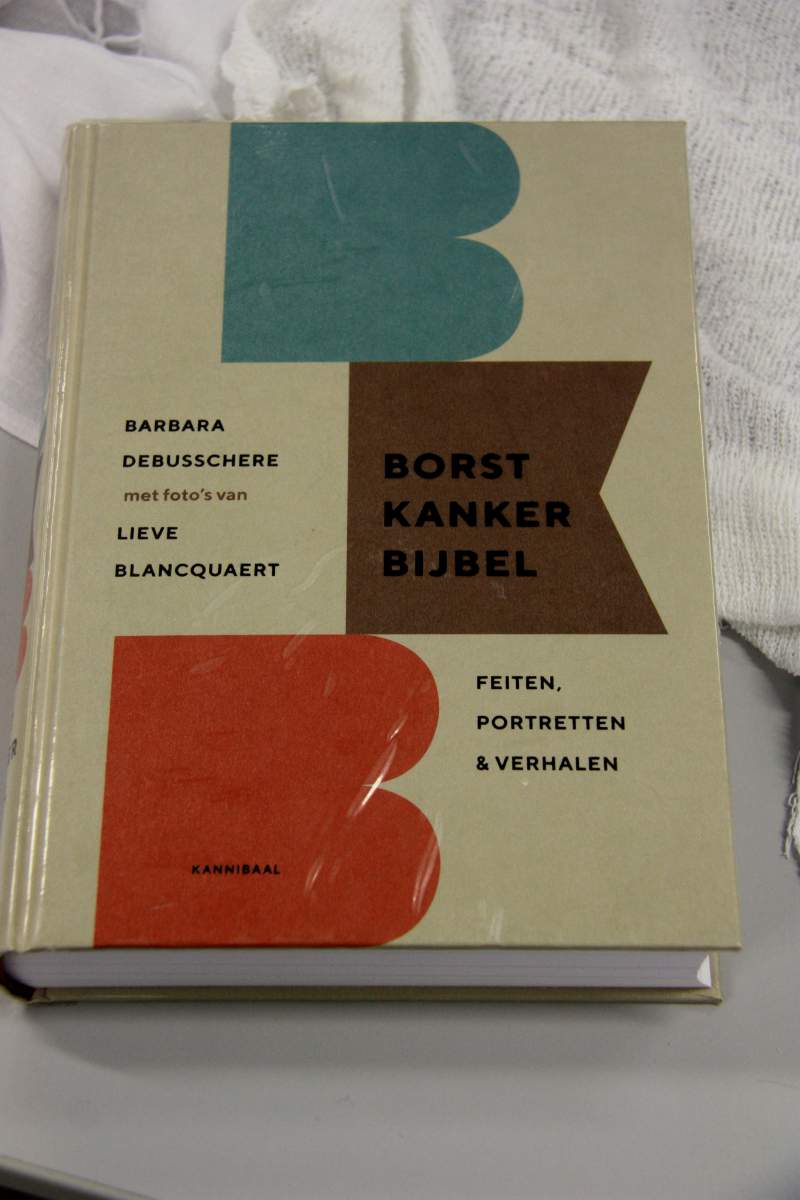 BARBARA
DEBUSSCHERE
met foto's van
LIEVE
BLANCQUAERT
BORST
KANKER
BIJBEL
FEITEN,
PORTRETTEN
& VERHALEN
KANNIBAAL